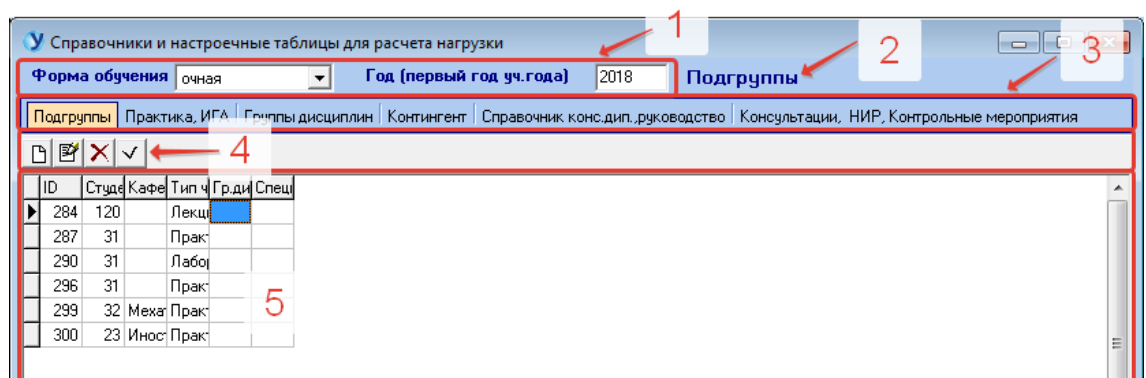 Справочники и настроечные таблицы для расчета нагрузки 1 2 3
Форма обучения очная Год (первый год уч.года) 2018 Подгруппы
Подгруппы Практика, ИГА Группы дисциплин Контингент Справочник конс.дип.,руководство Консультации, НИР, Контрольные мероприятия
4
ID Студе Кафе Тип ч Гр.ди Специ
284 120 Лекци
287 31 Практ
290 31 Лабор
296 31 Практ
299 32 Мехат Практ
300 23 Иност Практ
5